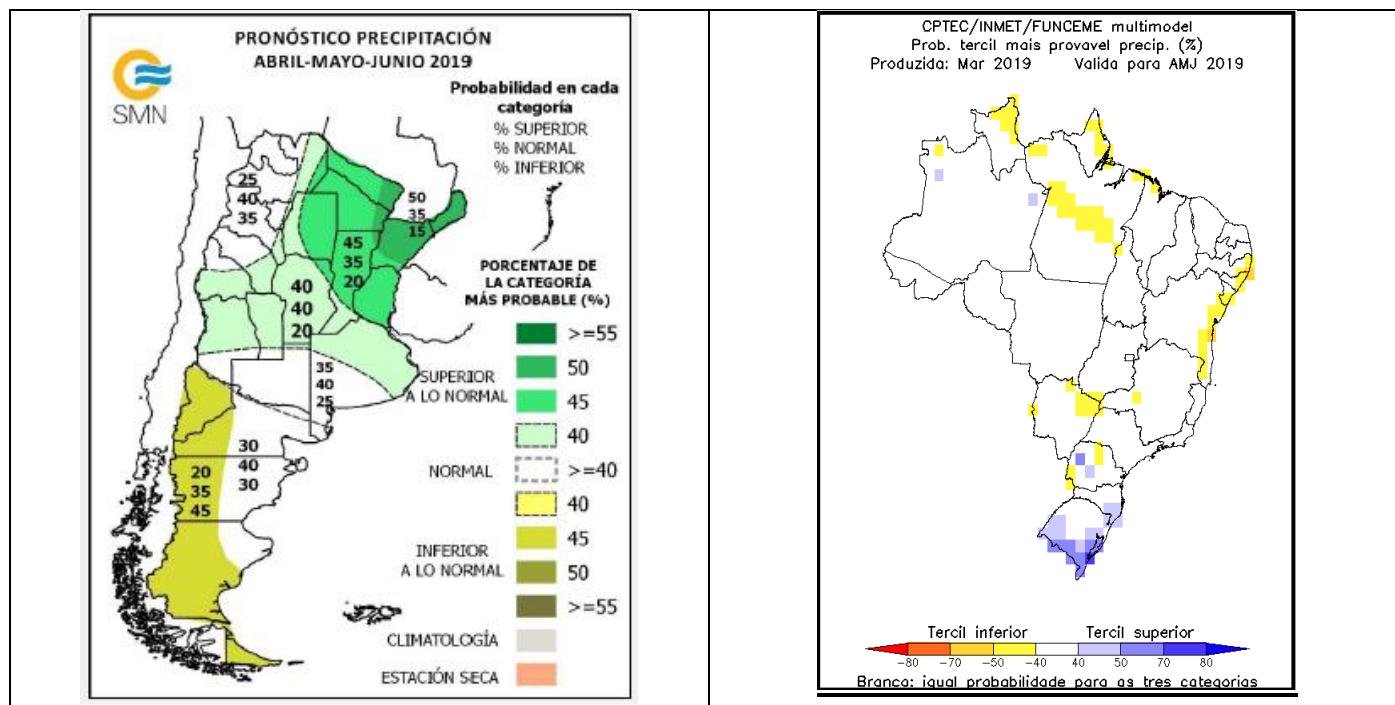 PRONÓSTICO PRECIPITACIÓN
ABRIL-MAYO-JUNIO 2019
SMN
Probabilidad en cada
categoría
% SUPERIOR
% NORMAL
% INFERIOR
25
40
35
50
35
15
45
35
20
40
40
20
35
40
25
30
40
30
20
35
45
PORCENTAJE DE
LA CATEGORÍA
MÁS PROBABLE (%)
>=55
50
SUPERIOR
A LO NORMAL
45
40
NORMAL
>=40
40
45
INFERIOR
A LO NORMAL
50
>=55
CLIMATOLOGÍA
ESTACIÓN SECA
CPTEC/INMET/FUNCEME multimodel
Prob. tercil mais provavel precip. (%)
Produzida: Mar 2019 Valida para AMJ 2019
Tercil inferior Tercil superior
-80 -70 -50 -40 40 50 70 80
Branca: igual probabilidade para as tres categorias